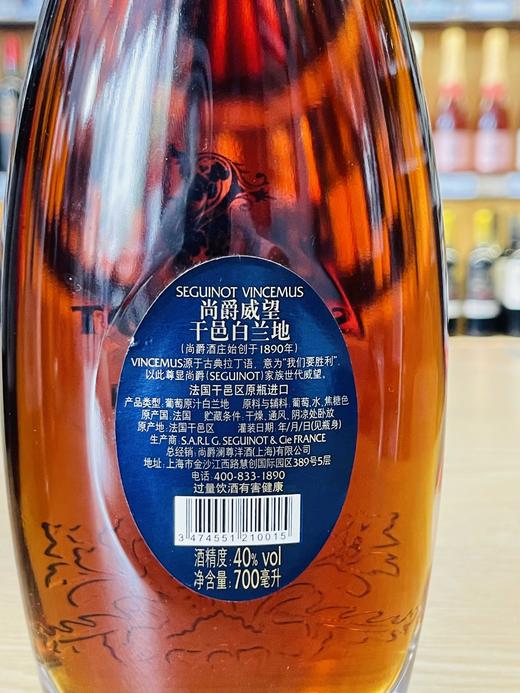 SEGUINOT VINCEMUS
尚爵威望
干邑白兰地
(尚爵酒庄始创于1890年)
VINCEMUS源于古典拉丁语，意为"我们要胜利"
以此尊显尚爵(SEGUINOT)家族世代威望。
法国干邑区原瓶进口
产品类型: 葡萄原汁白兰地 原料与辅料: 葡萄,水,焦糖色
原产国: 法国 贮藏条件: 干燥、通风、阴凉处卧放
原产地: 法国干邑区 灌装日期 年/月/日(见瓶身)
生产商: S.A.R.L G. SEGUINOT & Cie FRANCE
总经销: 尚爵澜尊洋酒(上海)有限公司
地址: 上海市金沙江西路慧创国际园区389号5层
电话: 400-833-1890
过量饮酒有害健康
3 474551 210015
酒精度: 40% vol
净含量: 700毫升